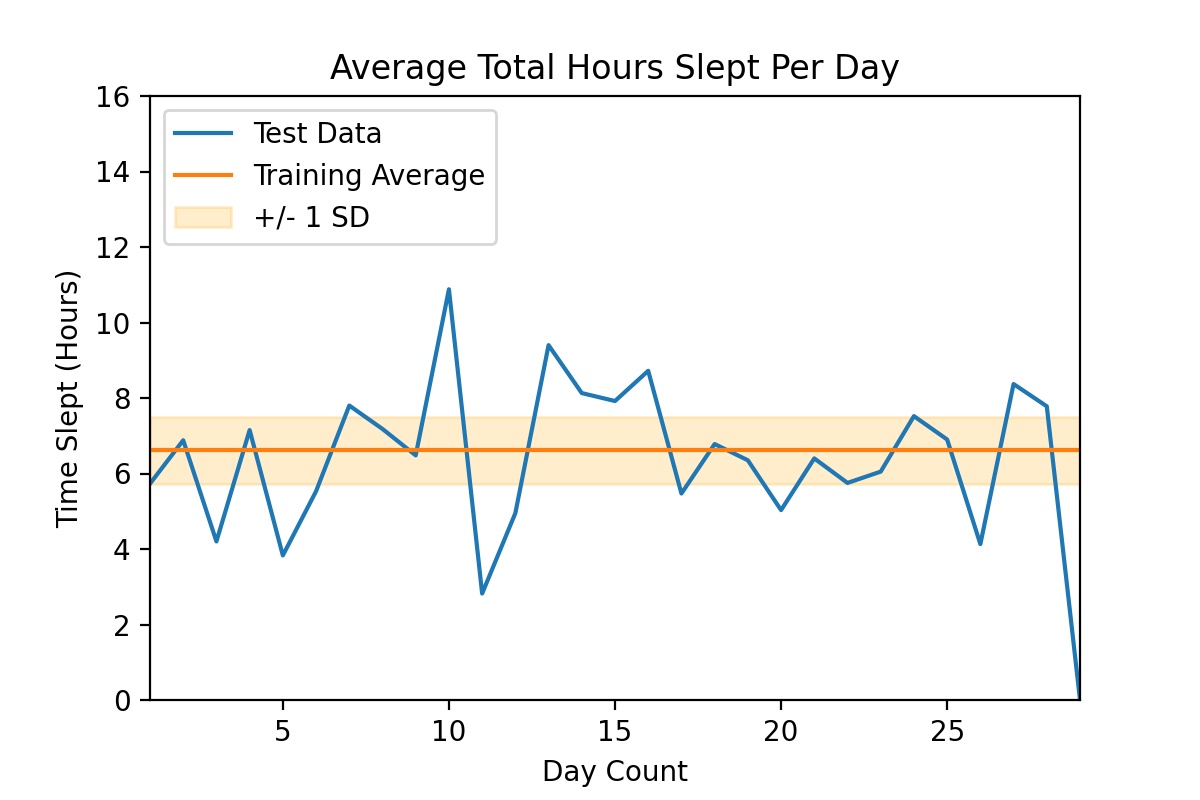 Average Total Hours Slept Per Day
16
14
12
10
8
6
4
2
0
Time Slept (Hours)
Test Data
Training Average
+/- 1 SD
5 10 15 20 25
Day Count